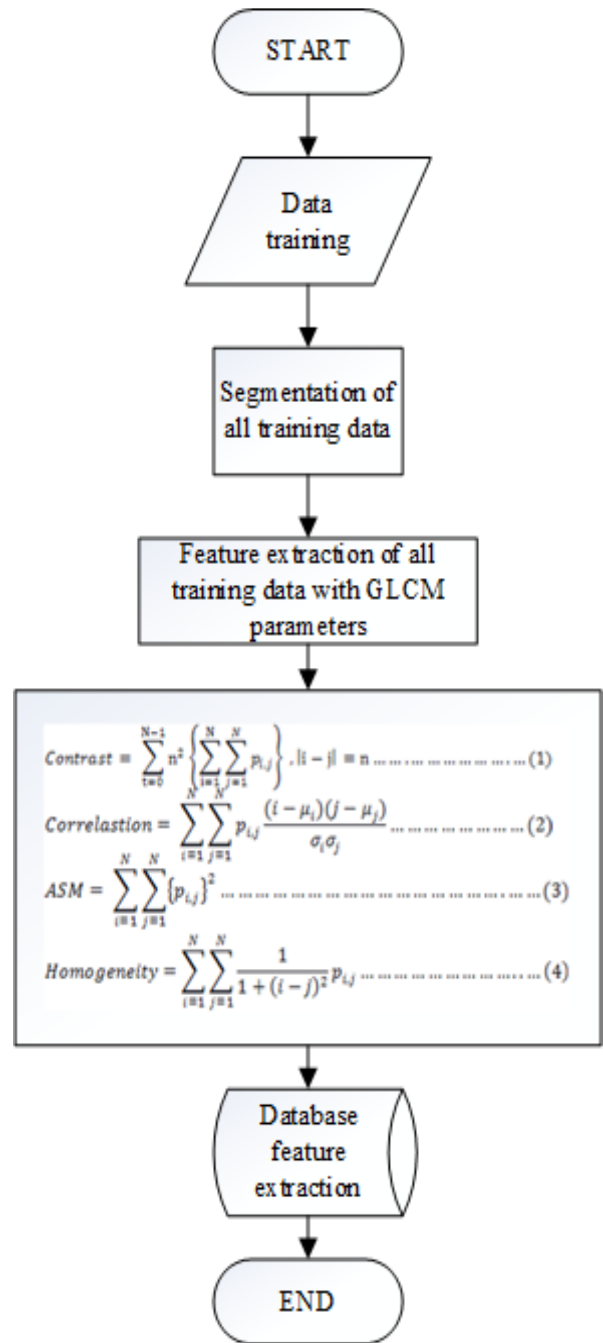 START
Data
training
Segmentation of
all training data
Feature extraction of all
training data with GLCM
parameters
Contrast = ∑_{t=0}^{N−1} n² {∑_{i=1}^{N} ∑_{j=1}^{N} p_{i,j}} , |i − j| = n ... ... . ... ... ... ... . ... (1)
Correlastion = ∑_{i=1}^{N} ∑_{j=1}^{N} p_{i,j} (i − μ_i)(j − μ_j) / σ_i σ_j ... ... ... ... ... ... ... ... (2)
ASM = ∑_{i=1}^{N} ∑_{j=1}^{N} {p_{i,j}}² ... ... ... ... ... ... ... ... ... ... ... ... ... . ... ... (3)
Homogeneity = ∑_{i=1}^{N} ∑_{j=1}^{N} 1 / 1 + (i − j)² p_{i,j} ... ... ... ... ... ... ... ... .. ... (4)
Database
feature
extraction
END